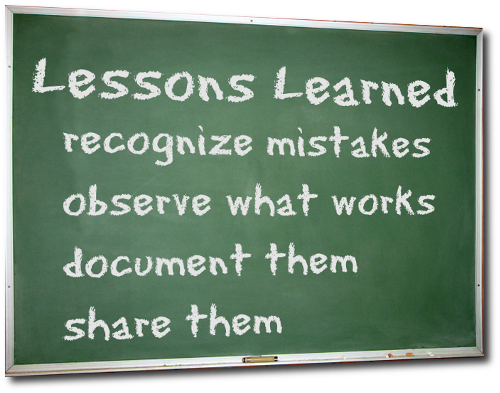 Lessons Learned
recognize mistakes
observe what works
document them
share them